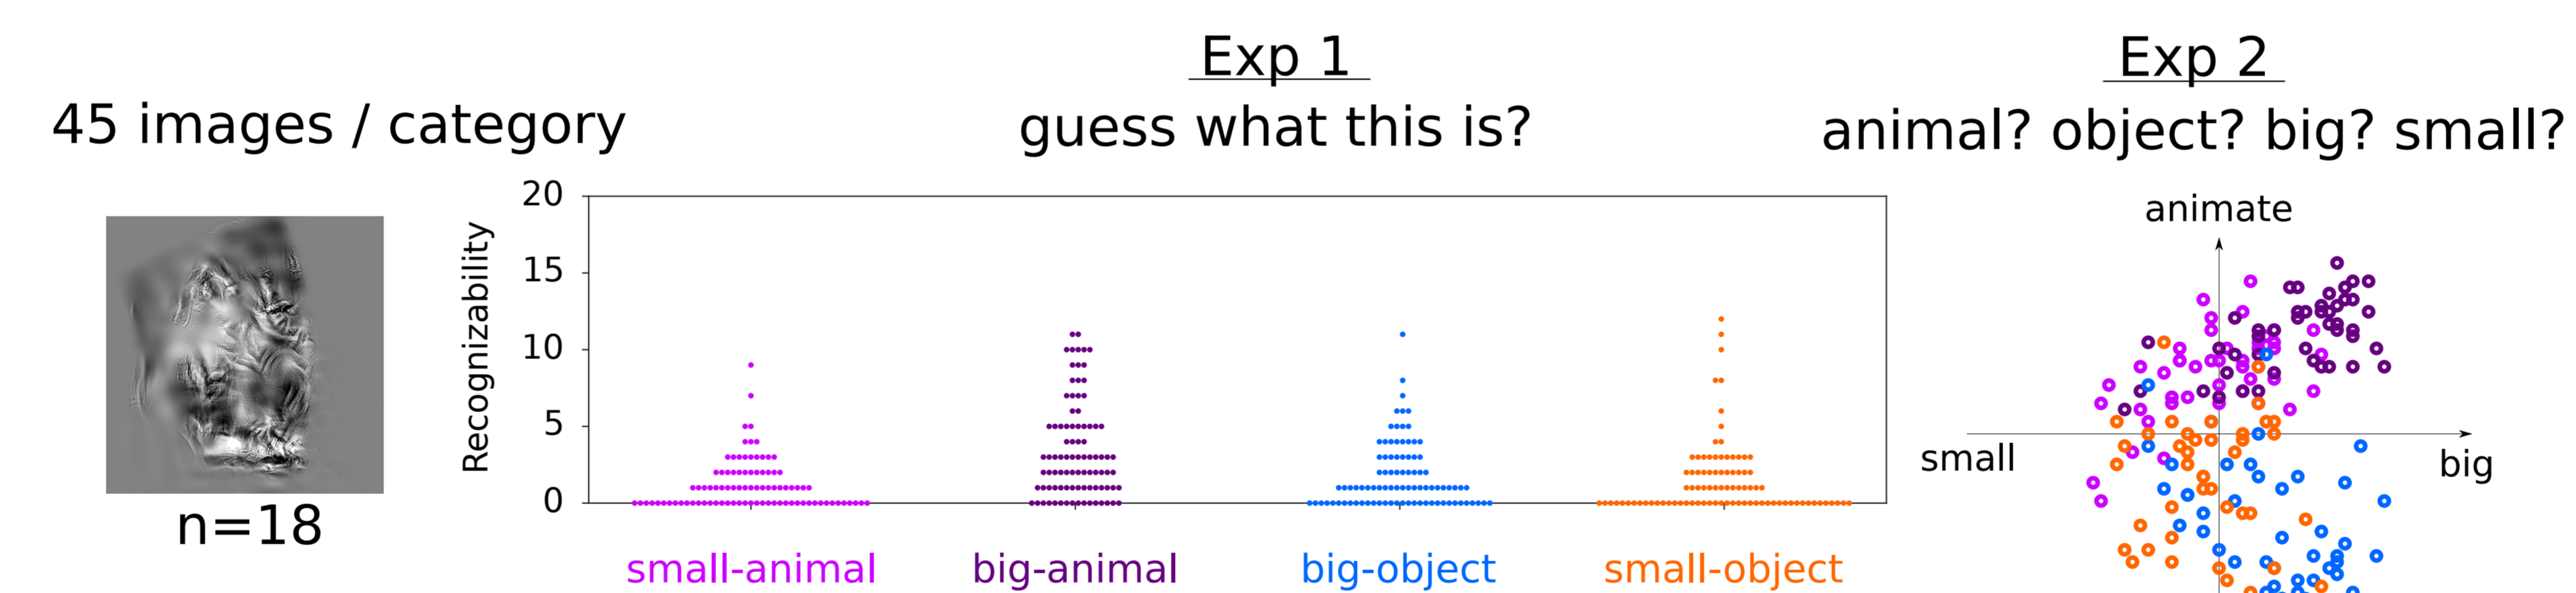 45 images / category
n=18
Exp 1
guess what this is?
Recognizability
20
15
10
5
0
small-animal
big-animal
big-object
small-object
Exp 2
animal? object? big? small?
animate
small
big